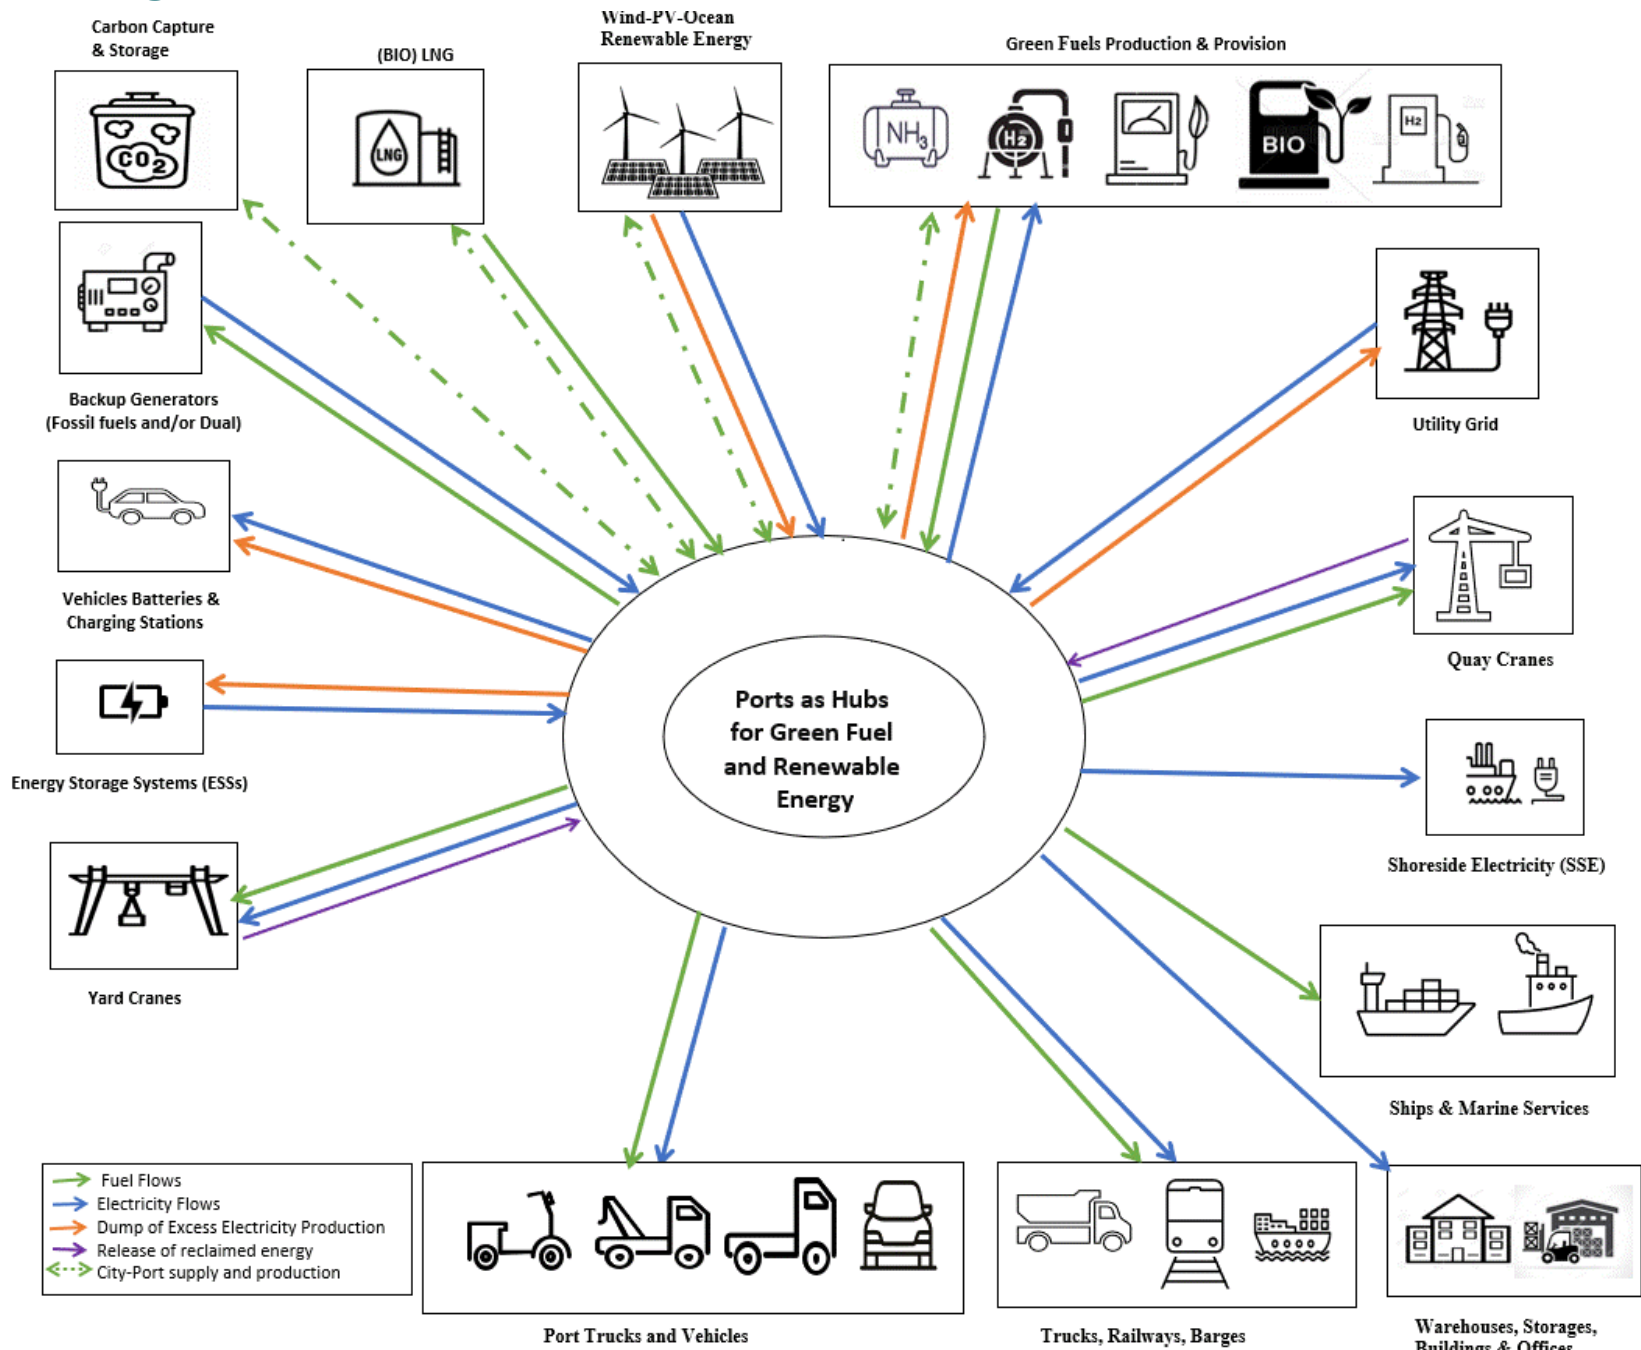 Carbon Capture
& Storage
(BIO) LNG
Wind-PV-Ocean
Renewable Energy
Green Fuels Production & Provision
CO2
LNG
NH3
H2
BIO
H2
Backup Generators
(Fossil fuels and/or Dual)
Utility Grid
Vehicles Batteries &
Charging Stations
Quay Cranes
Ports as Hubs
for Green Fuel
and Renewable
Energy
Energy Storage Systems (ESSs)
Shoreside Electricity (SSE)
Yard Cranes
Ships & Marine Services
Fuel Flows
Electricity Flows
Dump of Excess Electricity Production
Release of reclaimed energy
City-Port supply and production
Port Trucks and Vehicles
Trucks, Railways, Barges
Warehouses, Storages,
Buildings & Offices